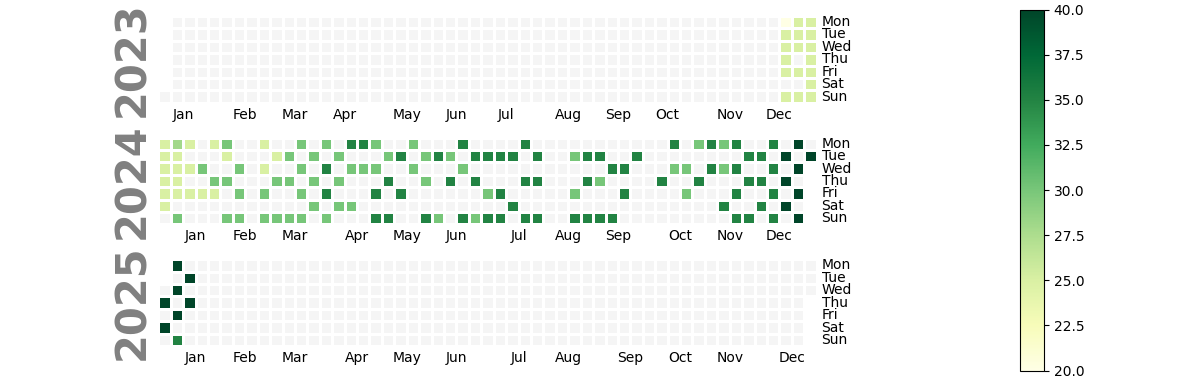 2023
Mon
Tue
Wed
Thu
Fri
Sat
Sun
Jan Feb Mar Apr May Jun Jul Aug Sep Oct Nov Dec
2024
Mon
Tue
Wed
Thu
Fri
Sat
Sun
Jan Feb Mar Apr May Jun Jul Aug Sep Oct Nov Dec
2025
Mon
Tue
Wed
Thu
Fri
Sat
Sun
Jan Feb Mar Apr May Jun Jul Aug Sep Oct Nov Dec
40.0
37.5
35.0
32.5
30.0
27.5
25.0
22.5
20.0